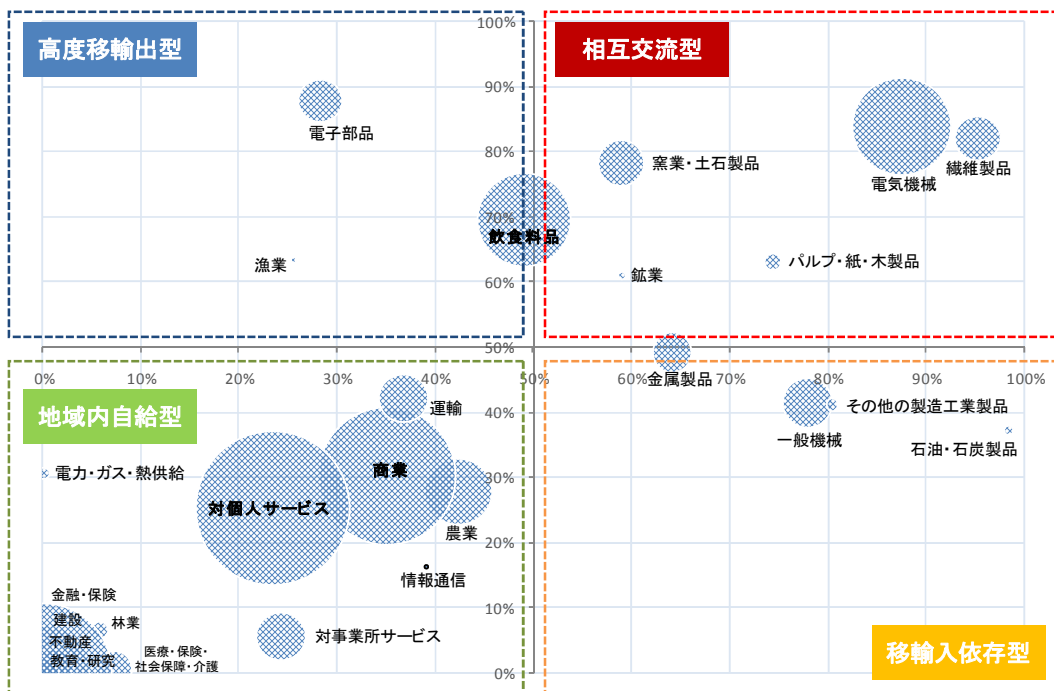 100%
高度移輸出型
相互交流型
90%
電子部品
80%
窯業・土石製品
電気機械
繊維製品
70%
飲食料品
漁業
60%
鉱業
パルプ・紙・木製品
50%
0%
10%
20%
30%
40%
50%
60%
70%
80%
90%
100%
金属製品
地域内自給型
40%
運輸
その他の製造工業製品
一般機械
石油・石炭製品
電力・ガス・熱供給
商業
30%
対個人サービス
農業
20%
情報通信
金融・保険
10%
建設
林業
不動産
対事業所サービス
教育・研究
医療・保険・
社会保障・介護
0%
移輸入依存型